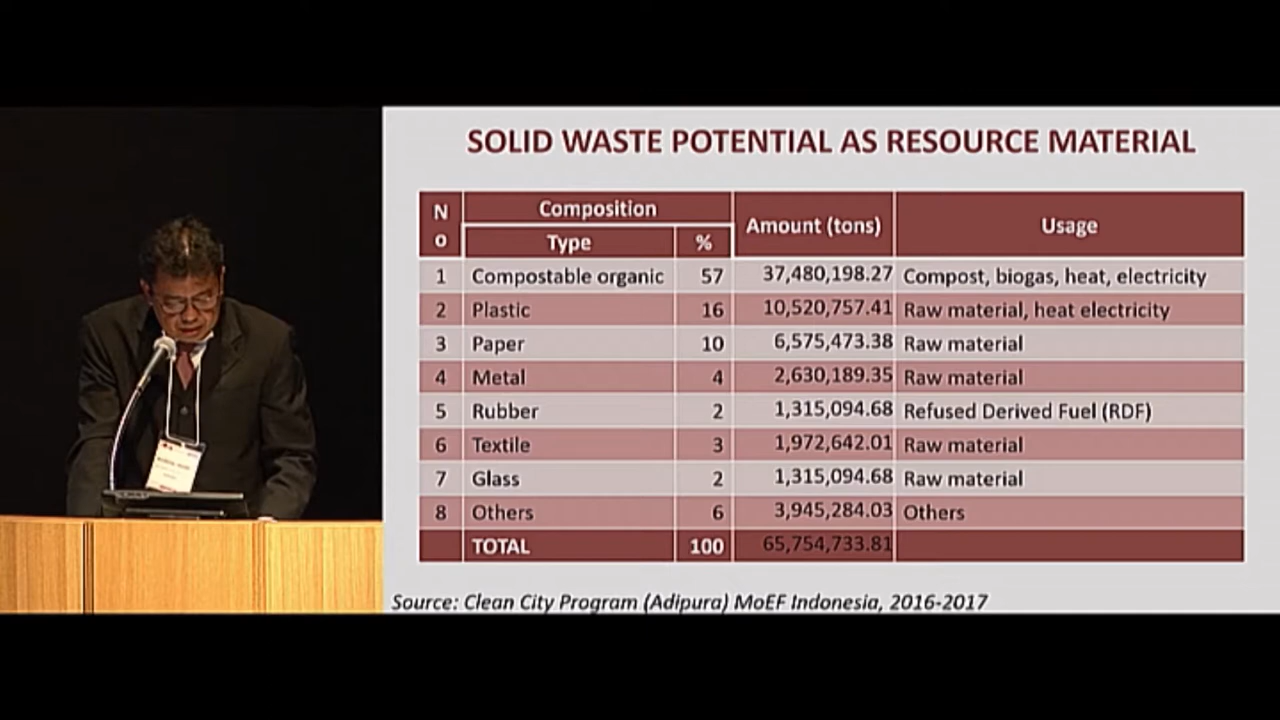 SOLID WASTE POTENTIAL AS RESOURCE MATERIAL
No Composition Amount (tons) Usage
Type %
1 Compostable organic 57 37,480,198.27 Compost, biogas, heat, electricity
2 Plastic 16 10,520,757.41 Raw material, heat electricity
3 Paper 10 6,575,473.38 Raw material
4 Metal 4 2,630,189.35 Raw material
5 Rubber 2 1,315,094.68 Refused Derived Fuel (RDF)
6 Textile 3 1,972,642.01 Raw material
7 Glass 2 1,315,094.68 Raw material
8 Others 6 3,945,284.03 Others
TOTAL 100 65,754,733.81
Source: Clean City Program (Adipura) MoEF Indonesia, 2016-2017